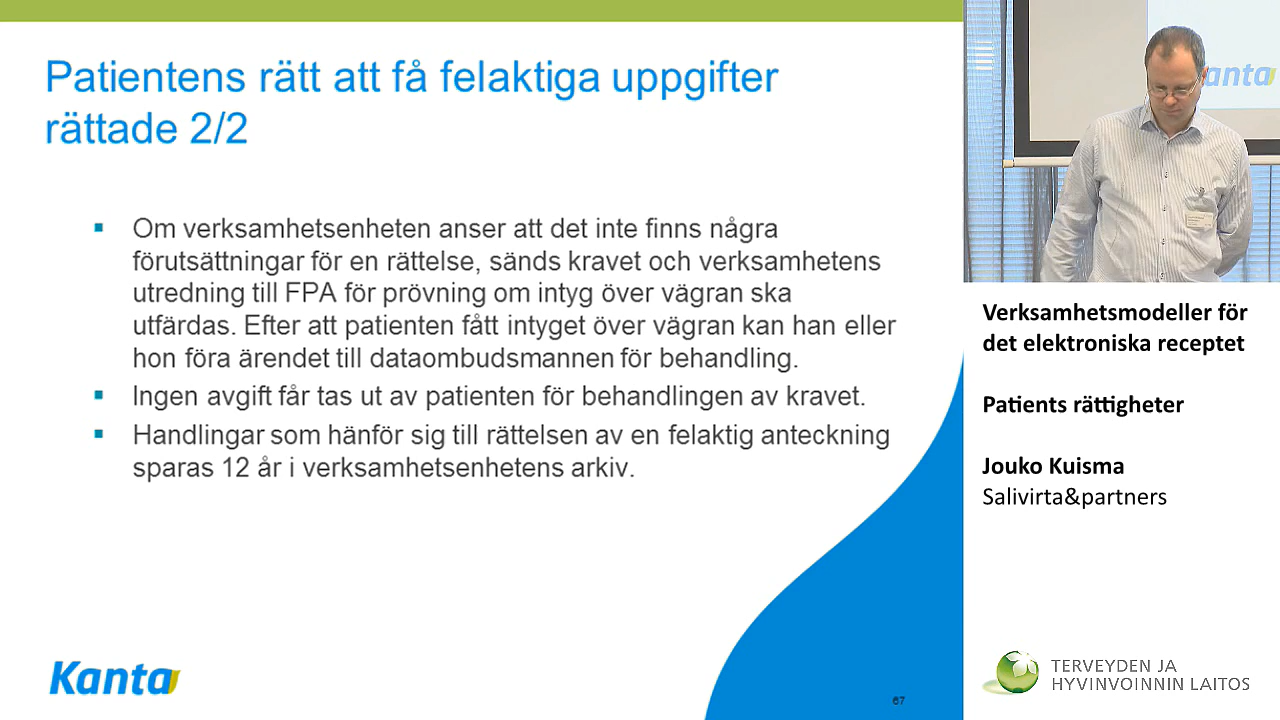 Patientens rätt att få felaktiga uppgifter
rättade 2/2
Om verksamhetsenheten anser att det inte finns några
förutsättningar för en rättelse, sänds kravet och verksamhetens
utredning till FPA för prövning om intyg över vägran ska
utfärdas. Efter att patienten fått intyget över vägran kan han eller
hon föra ärendet till dataombudsmannen för behandling.
Ingen avgift får tas ut av patienten för behandlingen av kravet.
Handlingar som hänför sig till rättelsen av en felaktig anteckning
sparas 12 år i verksamhetsenhetens arkiv.
Kanta
67
Kanta
Verksamhetsmodeller för
det elektroniska receptet
Patients rättigheter
Jouko Kuisma
Salivirta&partners
TERVEYDEN JA
HYVINVOINNIN LAITOS